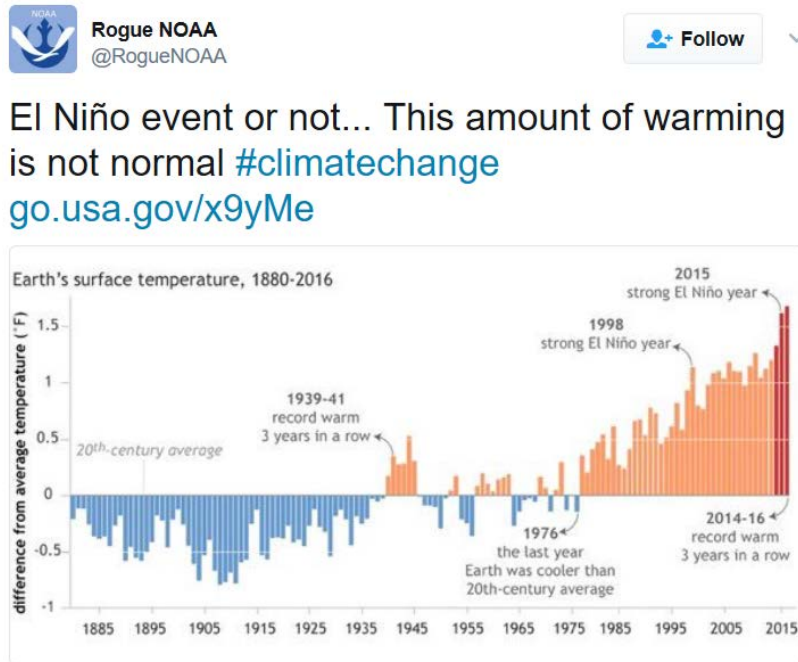 NOAA
Rogue NOAA
@RogueNOAA
Follow
El Niño event or not... This amount of warming
is not normal #climatechange
go.usa.gov/x9yMe
Earth's surface temperature, 1880-2016
difference from average temperature (°F)
1.5
1
0.5
0
-0.5
-1
20th-century average
1939-41
record warm
3 years in a row
1998
strong El Niño year
2015
strong El Niño year
1976
the last year
Earth was cooler than
20th-century average
2014-16
record warm
3 years in a row
1885 1895 1905 1915 1925 1935 1945 1955 1965 1975 1985 1995 2005 2015